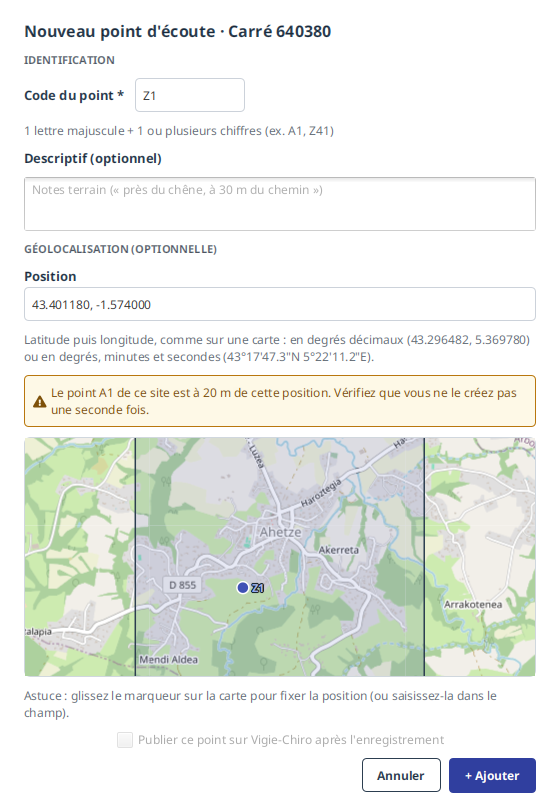 Nouveau point d'écoute · Carré 640380
IDENTIFICATION
Code du point *
Z1
1 lettre majuscule + 1 ou plusieurs chiffres (ex. A1, Z41)
Descriptif (optionnel)
Notes terrain (« près du chêne, à 30 m du chemin »)
GÉOLOCALISATION (OPTIONNELLE)
Position
43.401180, -1.574000
Latitude puis longitude, comme sur une carte : en degrés décimaux (43.296482, 5.369780)
ou en degrés, minutes et secondes (43°17'47.3"N 5°22'11.2"E).
Le point A1 de ce site est à 20 m de cette position. Vérifiez que vous ne le créez pas
une seconde fois.
Luzea
Haroztegia
Ahetze
Akerreta
D 855
Z1
Arrakotenea
zalapia
Mendi Aldea
Astuce : glissez le marqueur sur la carte pour fixer la position (ou saisissez-la dans le
champ).
Publier ce point sur Vigie-Chiro après l'enregistrement
Annuler
+ Ajouter